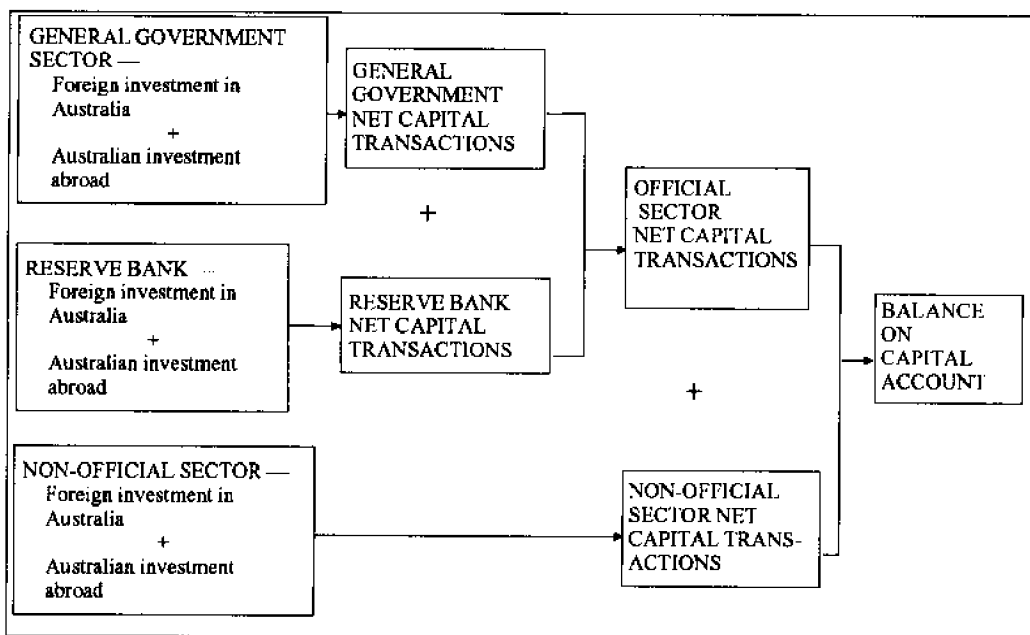 GENERAL GOVERNMENT
SECTOR —
Foreign investment in
Australia
+
Australian investment
abroad
GENERAL
GOVERNMENT
NET CAPITAL
TRANSACTIONS
+
RESERVE BANK —
Foreign investment in
Australia
+
Australian investment
abroad
RESERVE BANK
NET CAPITAL
TRANSACTIONS
OFFICIAL
SECTOR
NET CAPITAL
TRANSACTIONS
+
NON-OFFICIAL SECTOR —
Foreign investment in
Australia
+
Australian investment
abroad
NON-OFFICIAL
SECTOR NET
CAPITAL TRANS-
ACTIONS
BALANCE
ON
CAPITAL
ACCOUNT